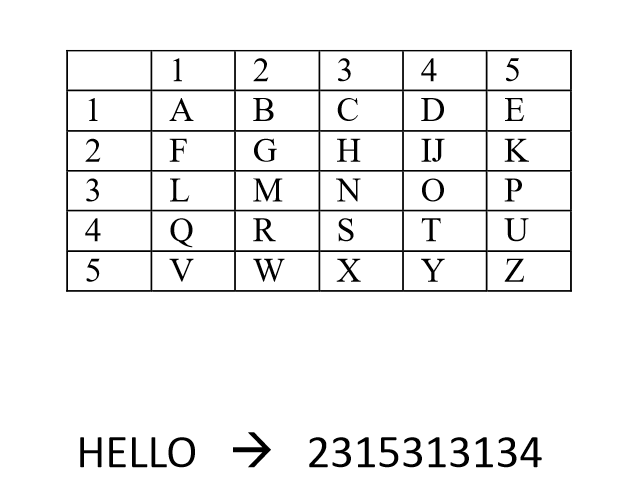 1 2 3 4 5
1 A B C D E
2 F G H IJ K
3 L M N O P
4 Q R S T U
5 V W X Y Z
HELLO → 2315313134